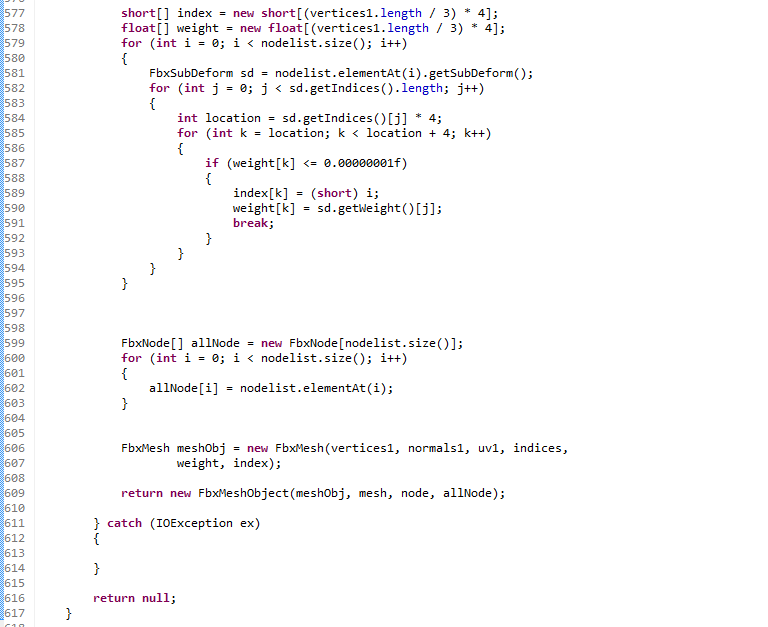 577 short[] index = new short[(vertices1.length / 3) * 4];
578 float[] weight = new float[(vertices1.length / 3) * 4];
579 for (int i = 0; i < nodelist.size(); i++)
580 {
581 FbxSubDeform sd = nodelist.elementAt(i).getSubDeform();
582 for (int j = 0; j < sd.getIndices().length; j++)
583 {
584 int location = sd.getIndices()[j] * 4;
585 for (int k = location; k < location + 4; k++)
586 {
587 if (weight[k] <= 0.00000001f)
588 {
589 index[k] = (short) i;
590 weight[k] = sd.getWeight()[j];
591 break;
592 }
593 }
594 }
595 }
596
597
598
599 FbxNode[] allNode = new FbxNode[nodelist.size()];
600 for (int i = 0; i < nodelist.size(); i++)
601 {
602 allNode[i] = nodelist.elementAt(i);
603 }
604
605
606 FbxMesh meshObj = new FbxMesh(vertices1, normals1, uv1, indices,
607 weight, index);
608
609 return new FbxMeshObject(meshObj, mesh, node, allNode);
610
611 } catch (IOException ex)
612 {
613
614 }
615
616 return null;
617 }